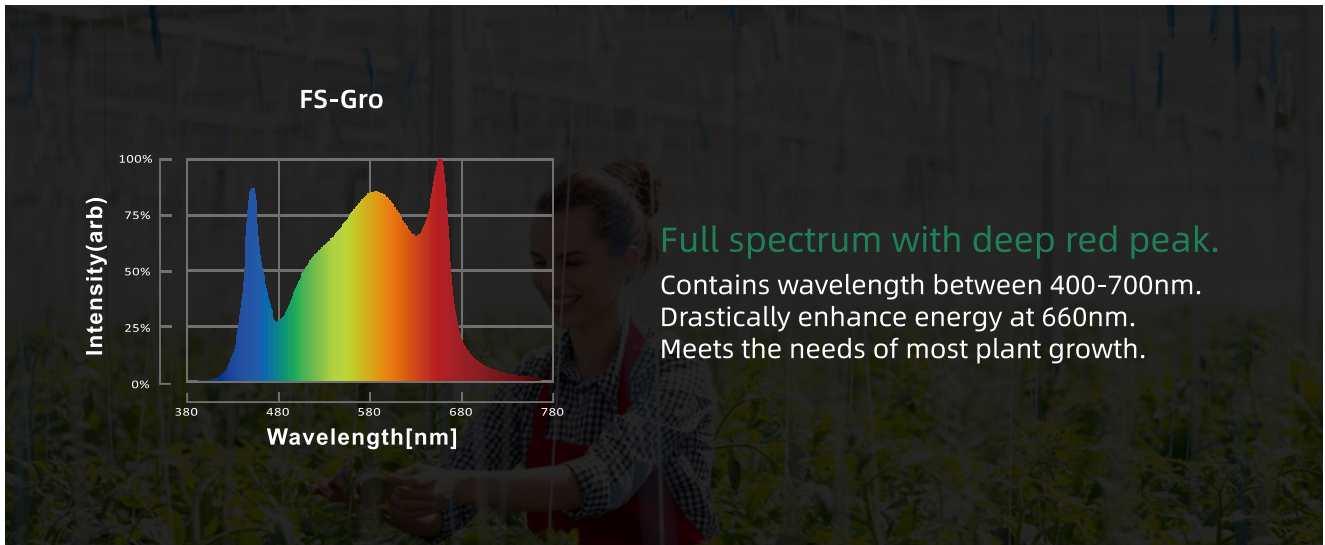 FS-Gro
100%
75%
50%
25%
0%
Intensity(arb)
380 480 580 680 780
Wavelength[nm]
Full spectrum with deep red peak.
Contains wavelength between 400-700nm.
Drastically enhance energy at 660nm.
Meets the needs of most plant growth.